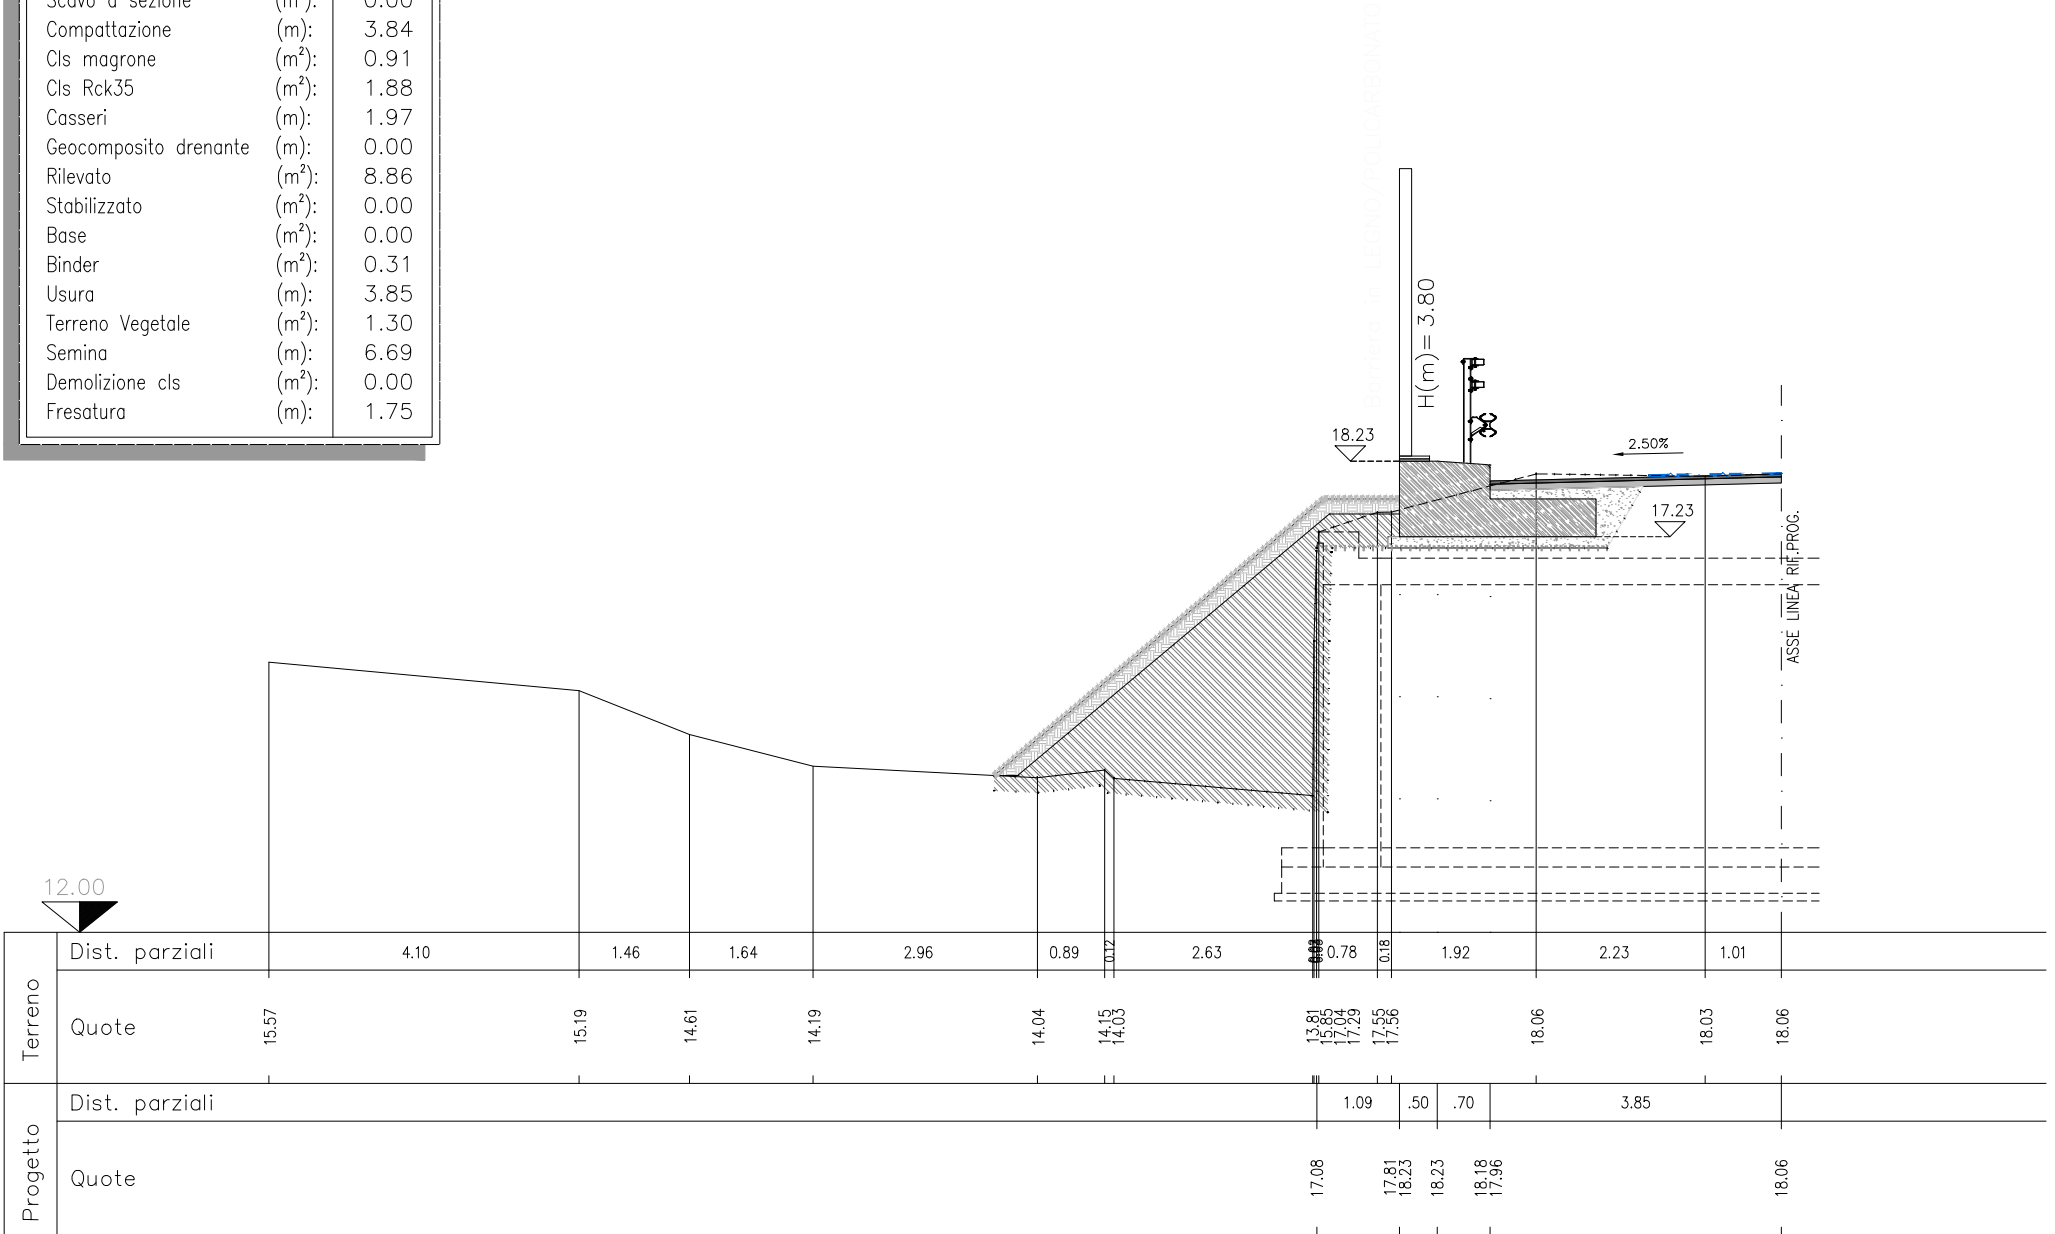 Scavo a sezione (m²): 0.00
Compattazione (m): 3.84
Cls magrone (m²): 0.91
Cls Rck35 (m²): 1.88
Casseri (m): 1.97
Geocomposito drenante (m): 0.00
Rilevato (m²): 8.86
Stabilizzato (m²): 0.00
Base (m²): 0.00
Binder (m²): 0.31
Usura (m): 3.85
Terreno Vegetale (m²): 1.30
Semina (m): 6.69
Demolizione cls (m²): 0.00
Fresatura (m): 1.75
Barriera in LEGNO/POLICARBONATO
H(m)= 3.80
18.23
2.50%
17.23
ASSE LINEA RIF.PROG.
12.00
Terreno
Dist. parziali
4.10 1.46 1.64 2.96 0.89 0.12 2.63 0.78 0.18 1.92 2.23 1.01
Quote
15.57 15.19 14.61 14.19 14.04 14.15 14.03 13.81 15.85 17.04 17.29 17.55 17.56 18.06 18.03 18.06
Progetto
Dist. parziali
1.09 .50 .70 3.85
Quote
17.08 17.81 18.23 18.23 18.18 17.96 18.06